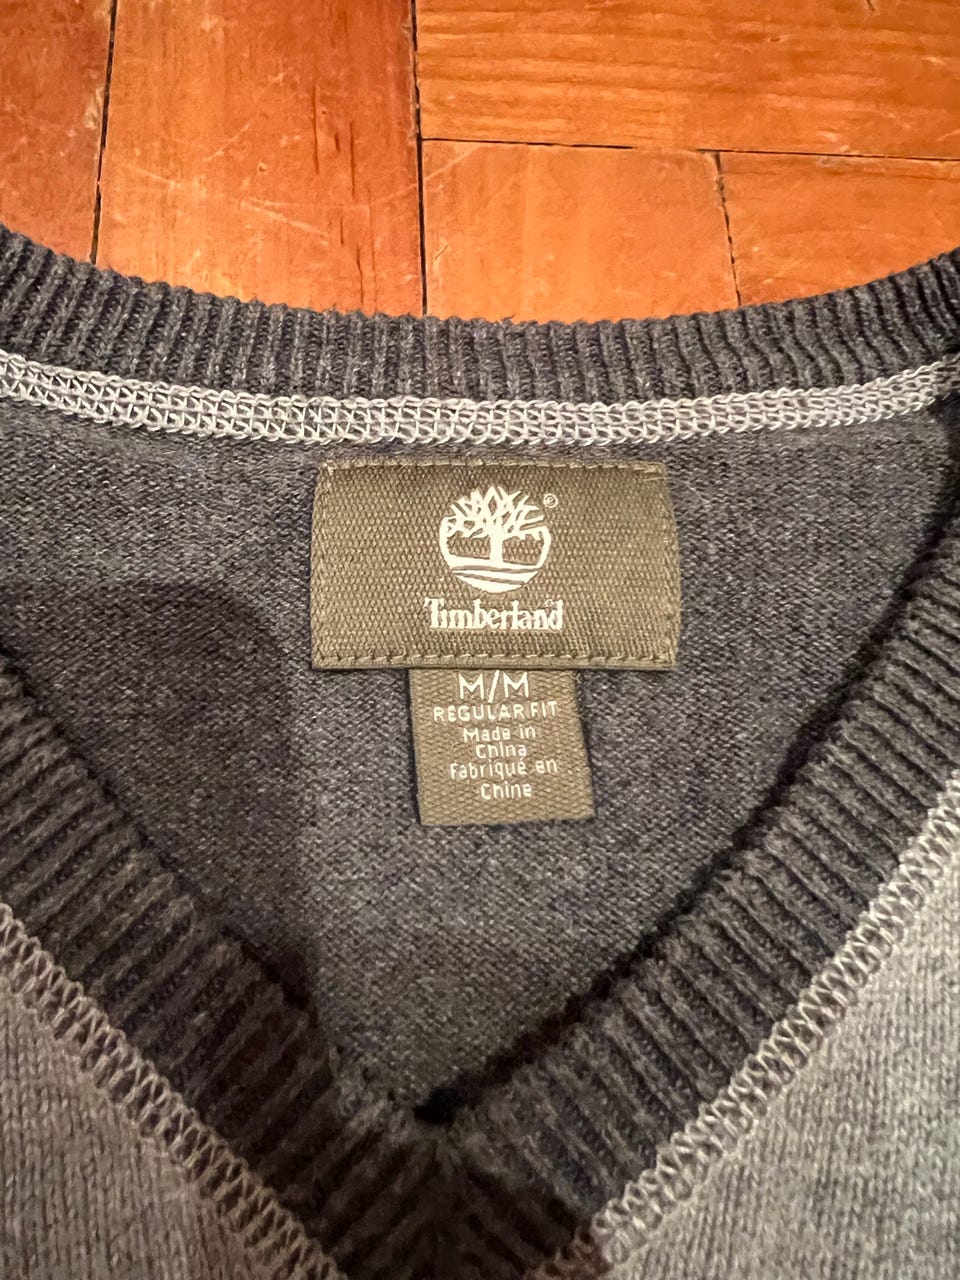 ®
Timberland
M/M
REGULAR FIT
Made in
China
Fabriqué en
Chine